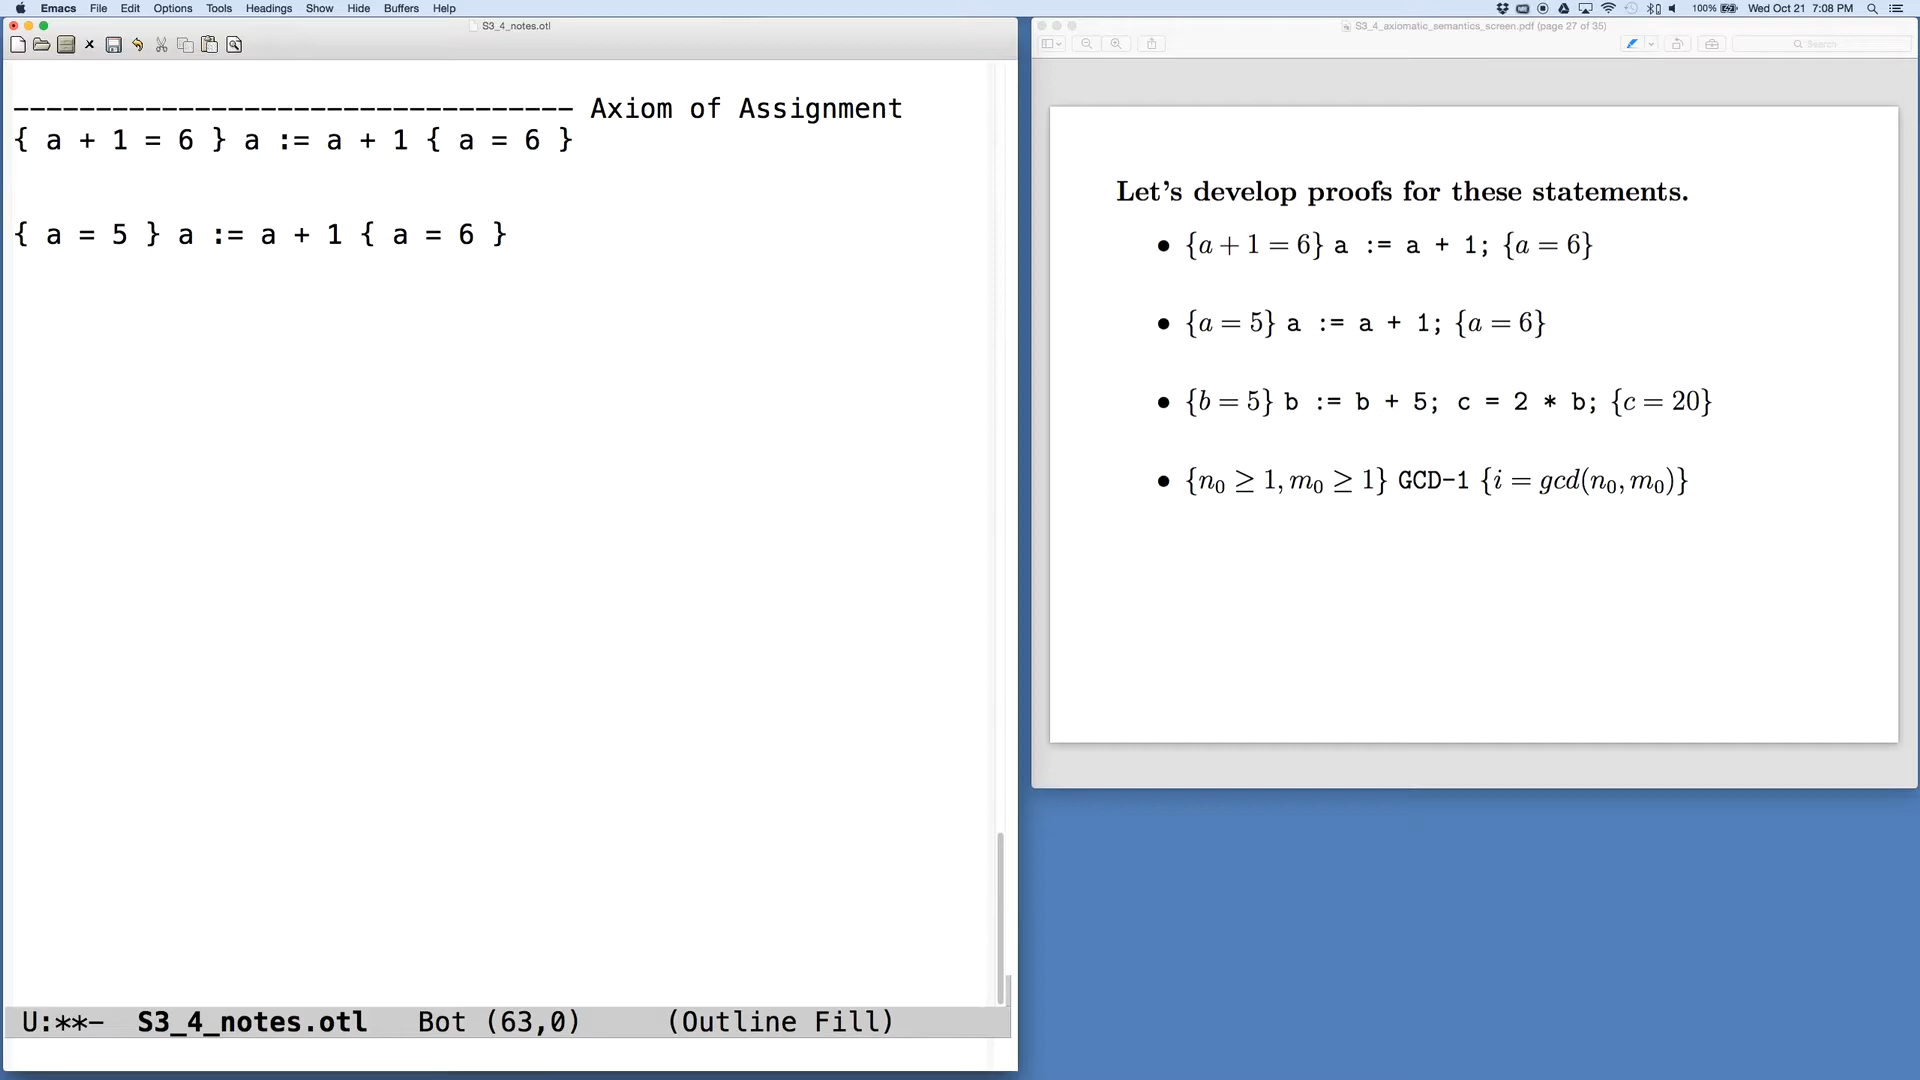 Emacs File Edit Options Tools Headings Show Hide Buffers Help
100% Wed Oct 21 7:08 PM
S3_4_notes.otl
---------------------------------- Axiom of Assignment
{ a + 1 = 6 } a := a + 1 { a = 6 }
{ a = 5 } a := a + 1 { a = 6 }
U:**- S3_4_notes.otl Bot (63,0) (Outline Fill)
S3_4_axiomatic_semantics_screen.pdf (page 27 of 35)
Search
Let's develop proofs for these statements.
• {a + 1 = 6} a := a + 1; {a = 6}
• {a = 5} a := a + 1; {a = 6}
• {b = 5} b := b + 5; c = 2 * b; {c = 20}
• {n₀ ≥ 1, m₀ ≥ 1} GCD-1 {i = gcd(n₀, m₀)}